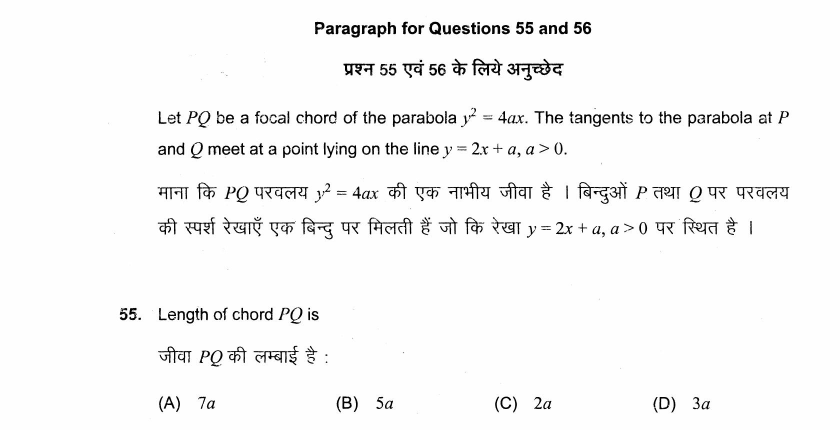 Paragraph for Questions 55 and 56
प्रश्न 55 एवं 56 के लिये अनुच्छेद
Let PQ be a focal chord of the parabola y² = 4ax. The tangents to the parabola at P
and Q meet at a point lying on the line y = 2x + a, a > 0.
माना कि PQ परवलय y² = 4ax की एक नाभीय जीवा है । बिन्दुओं P तथा Q पर परवलय
की स्पर्श रेखाएँ एक बिन्दु पर मिलती हैं जो कि रेखा y = 2x + a, a > 0 पर स्थित है ।
55. Length of chord PQ is
जीवा PQ की लम्बाई है :
(A) 7a (B) 5a (C) 2a (D) 3a